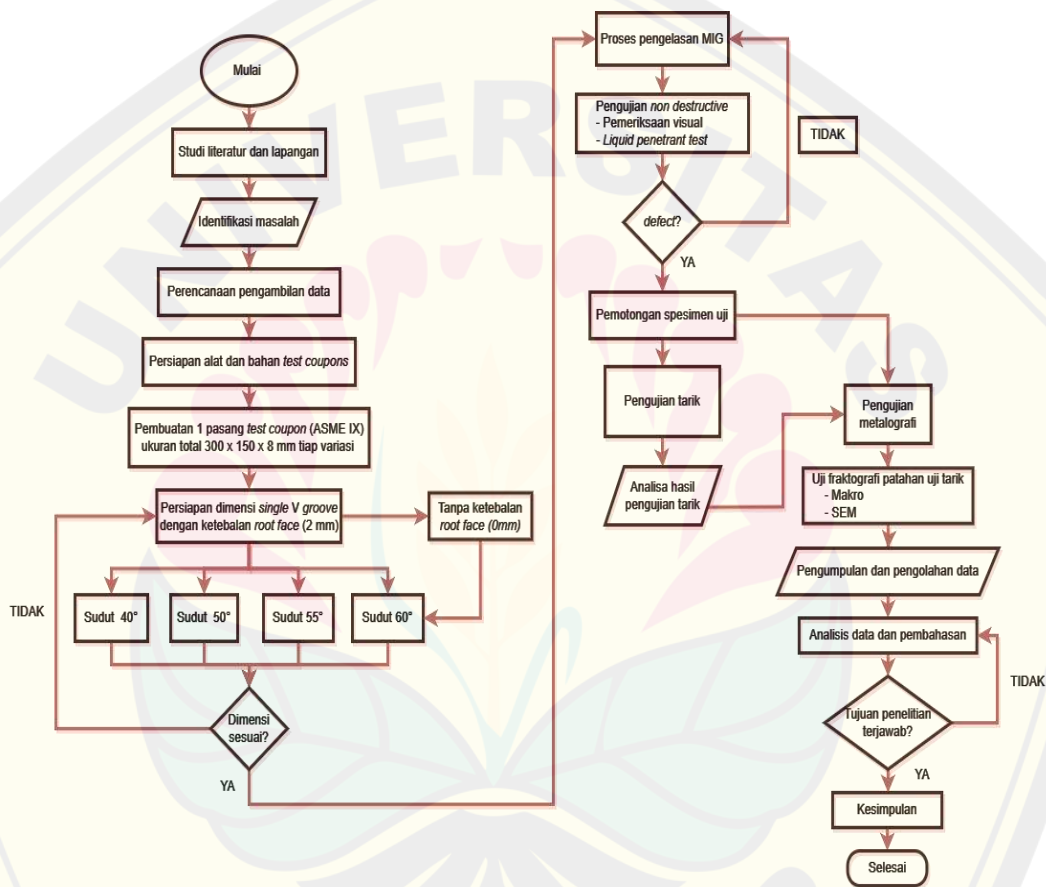 UNIVERSITAS
Mulai
Studi literatur dan lapangan
Identifikasi masalah
Perencanaan pengambilan data
Persiapan alat dan bahan test coupons
Pembuatan 1 pasang test coupon (ASME IX)
ukuran total 300 x 150 x 8 mm tiap variasi
Persiapan dimensi single V groove
dengan ketebalan root face (2 mm)
Tanpa ketebalan
root face (0mm)
TIDAK
Sudut 40°
Sudut 50°
Sudut 55°
Sudut 60°
Dimensi
sesuai?
YA
Proses pengelasan MIG
Pengujian non destructive
- Pemeriksaan visual
- Liquid penetrant test
TIDAK
defect?
YA
Pemotongan spesimen uji
Pengujian tarik
Pengujian
metalografi
Analisa hasil
pengujian tarik
Uji fraktografi patahan uji tarik
- Makro
- SEM
Pengumpulan dan pengolahan data
Analisis data dan pembahasan
TIDAK
Tujuan penelitian
terjawab?
YA
Kesimpulan
Selesai